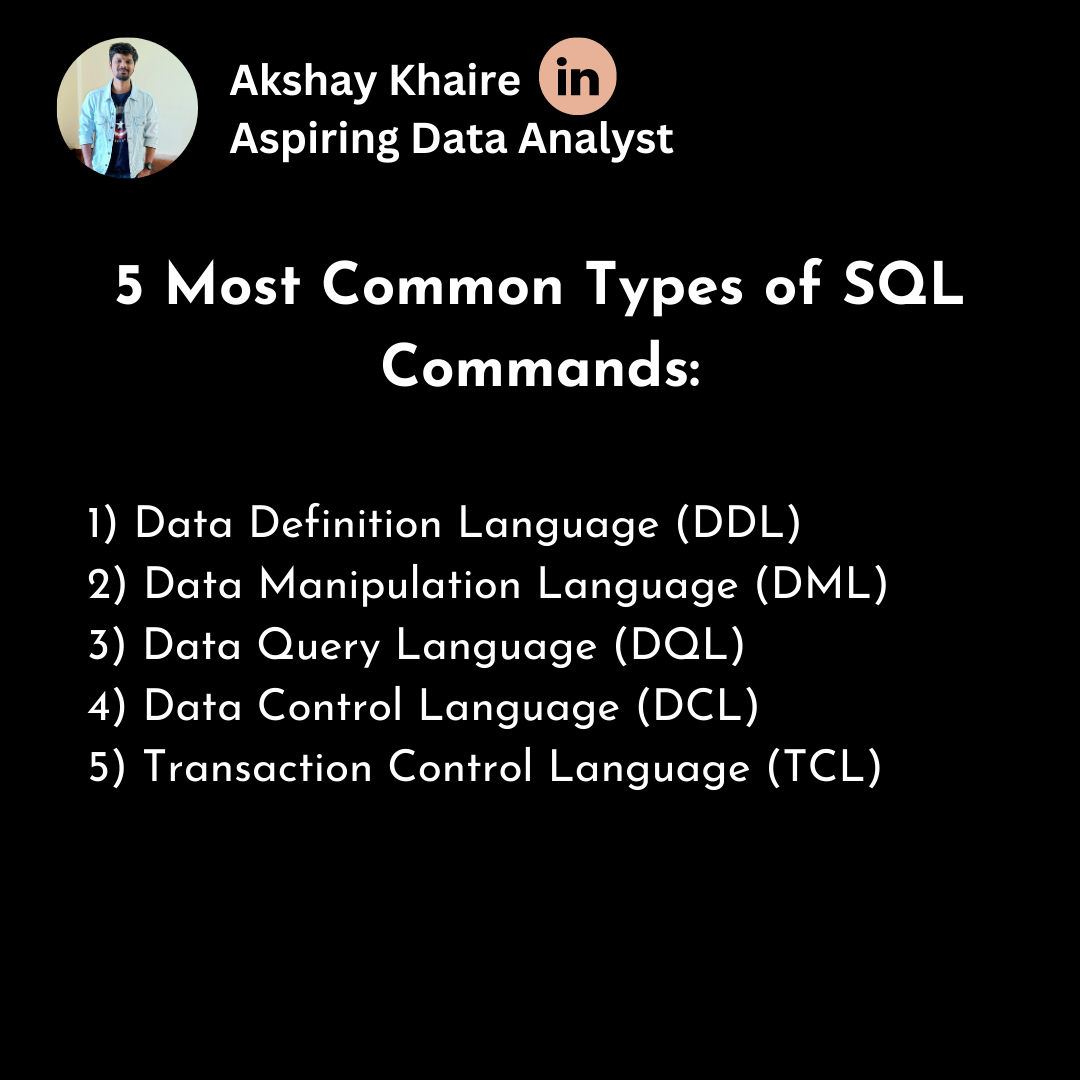 Akshay Khaire in
Aspiring Data Analyst
5 Most Common Types of SQL
Commands:
1) Data Definition Language (DDL)
2) Data Manipulation Language (DML)
3) Data Query Language (DQL)
4) Data Control Language (DCL)
5) Transaction Control Language (TCL)